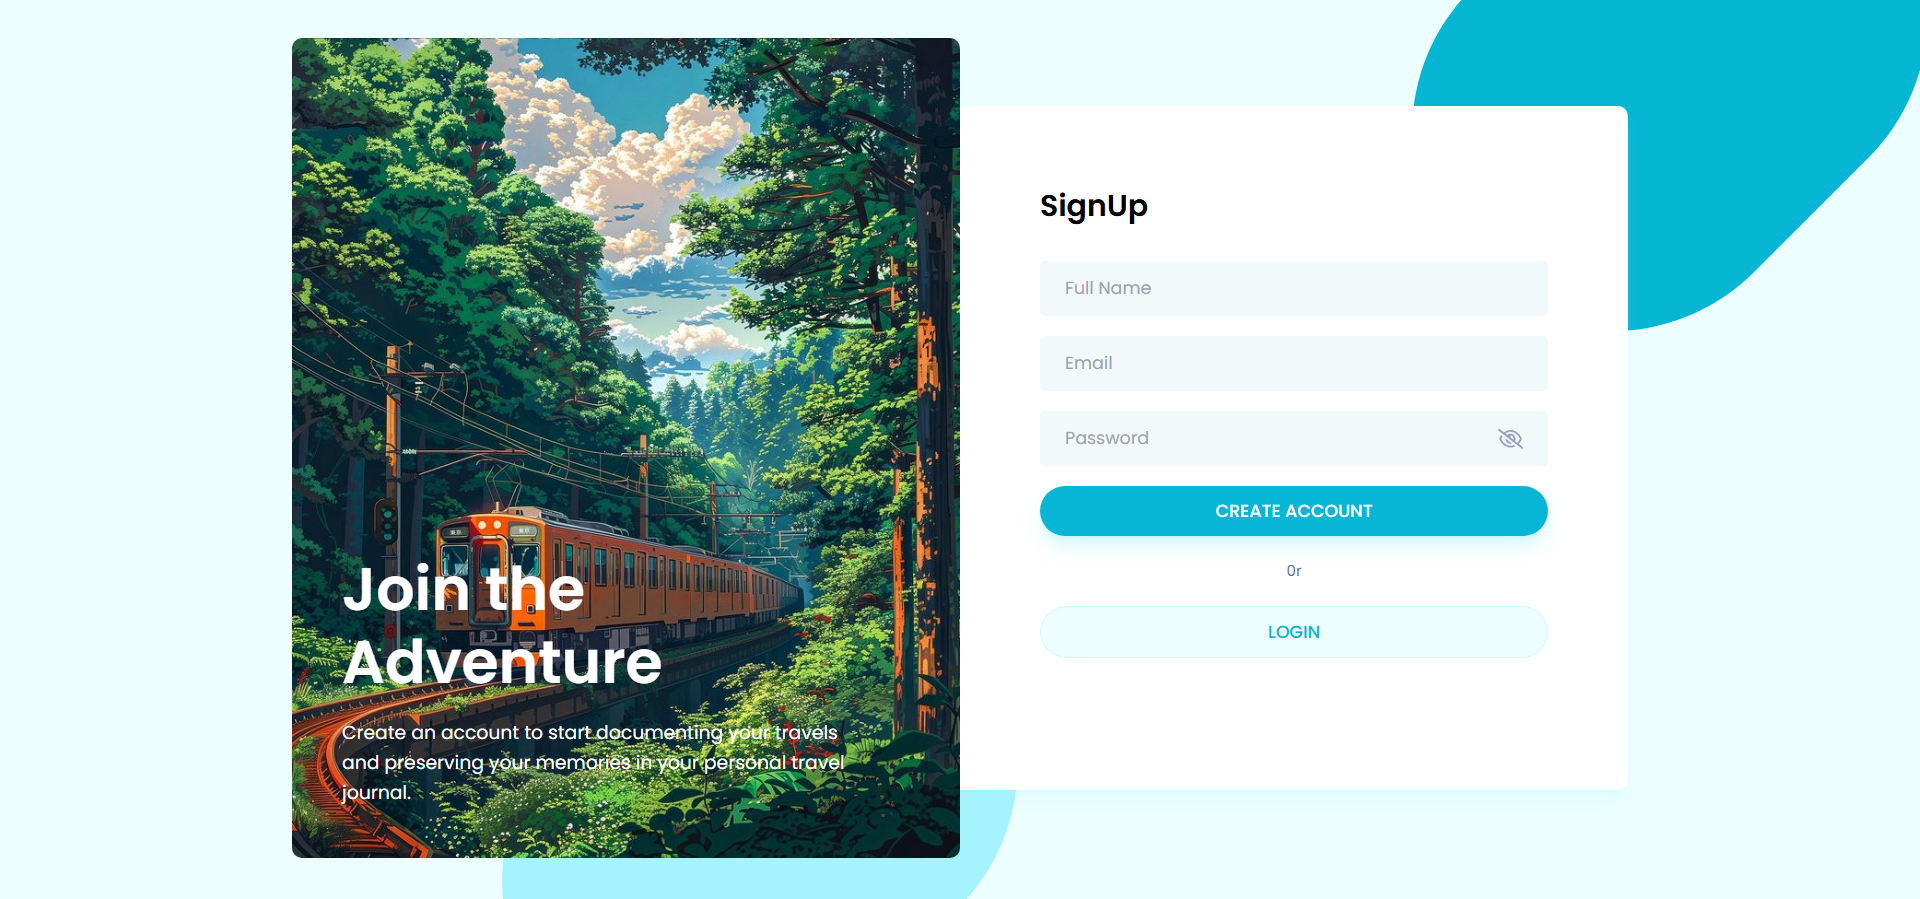 Join the
Adventure
Create an account to start documenting your travels
and preserving your memories in your personal travel
journal.
SignUp
Full Name
Email
Password
CREATE ACCOUNT
Or
LOGIN